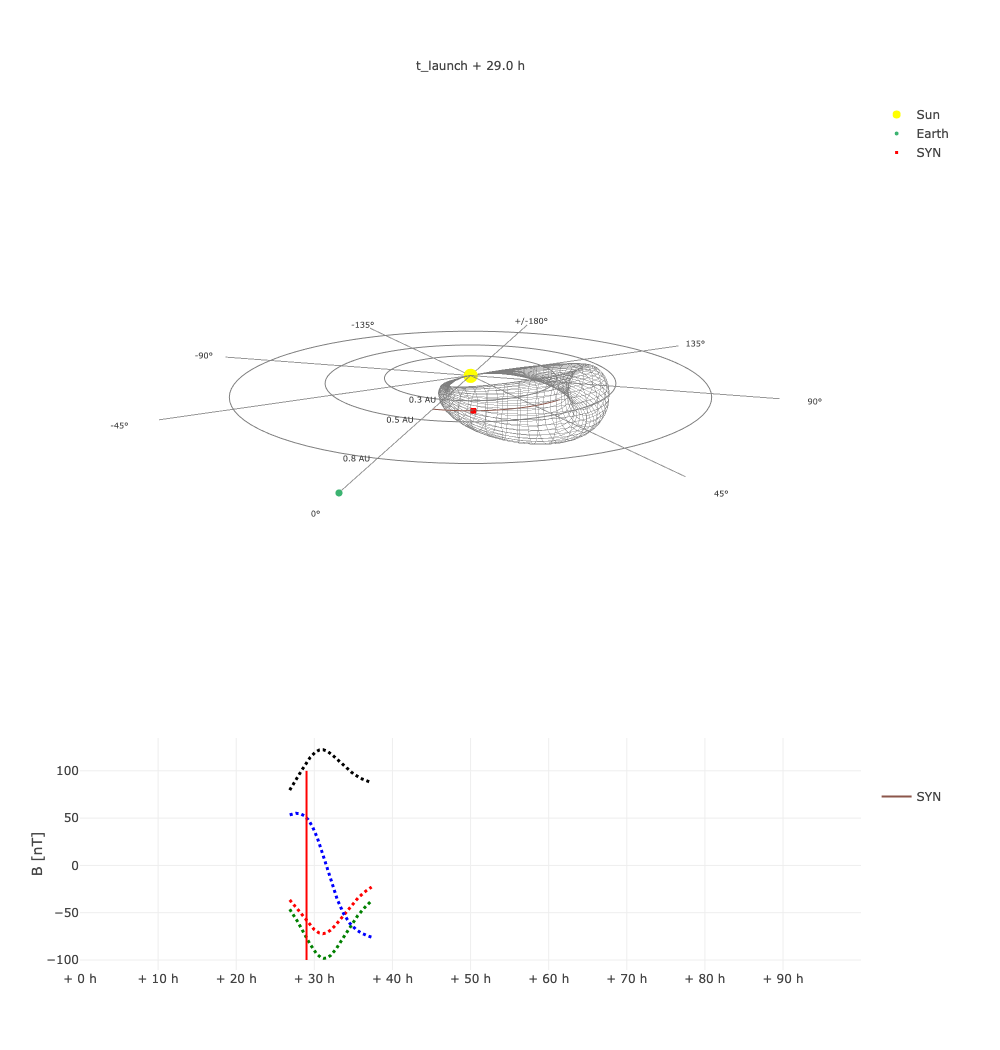 t_launch + 29.0 h
Sun
Earth
SYN
-135°
+/-180°
135°
-90°
90°
-45°
45°
0°
0.3 AU
0.5 AU
0.8 AU
B [nT]
100
50
0
−50
−100
+ 0 h
+ 10 h
+ 20 h
+ 30 h
+ 40 h
+ 50 h
+ 60 h
+ 70 h
+ 80 h
+ 90 h
SYN